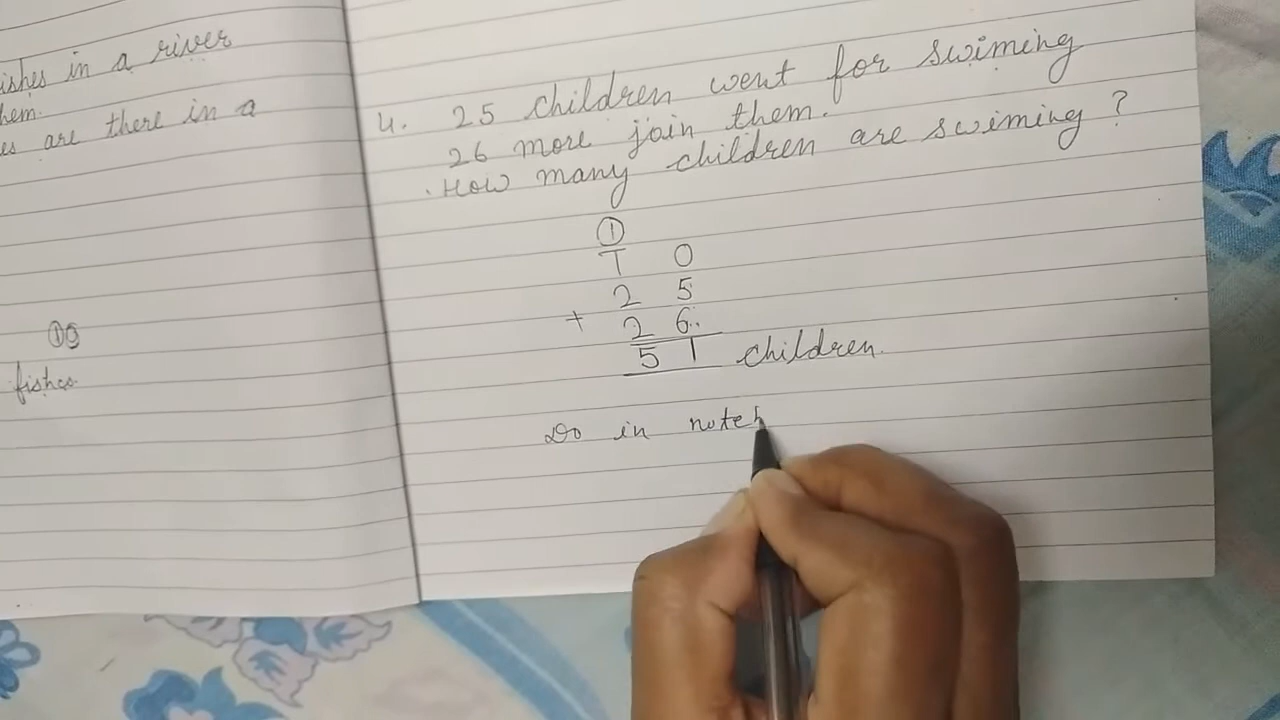 ishes in a river
hem.
es are there in a
fishes
4. 25 children went for swiming
26 more join them.
. How many children are swiming ?
1
T O
2 5
+ 2 6
5 1 children.
Do in note